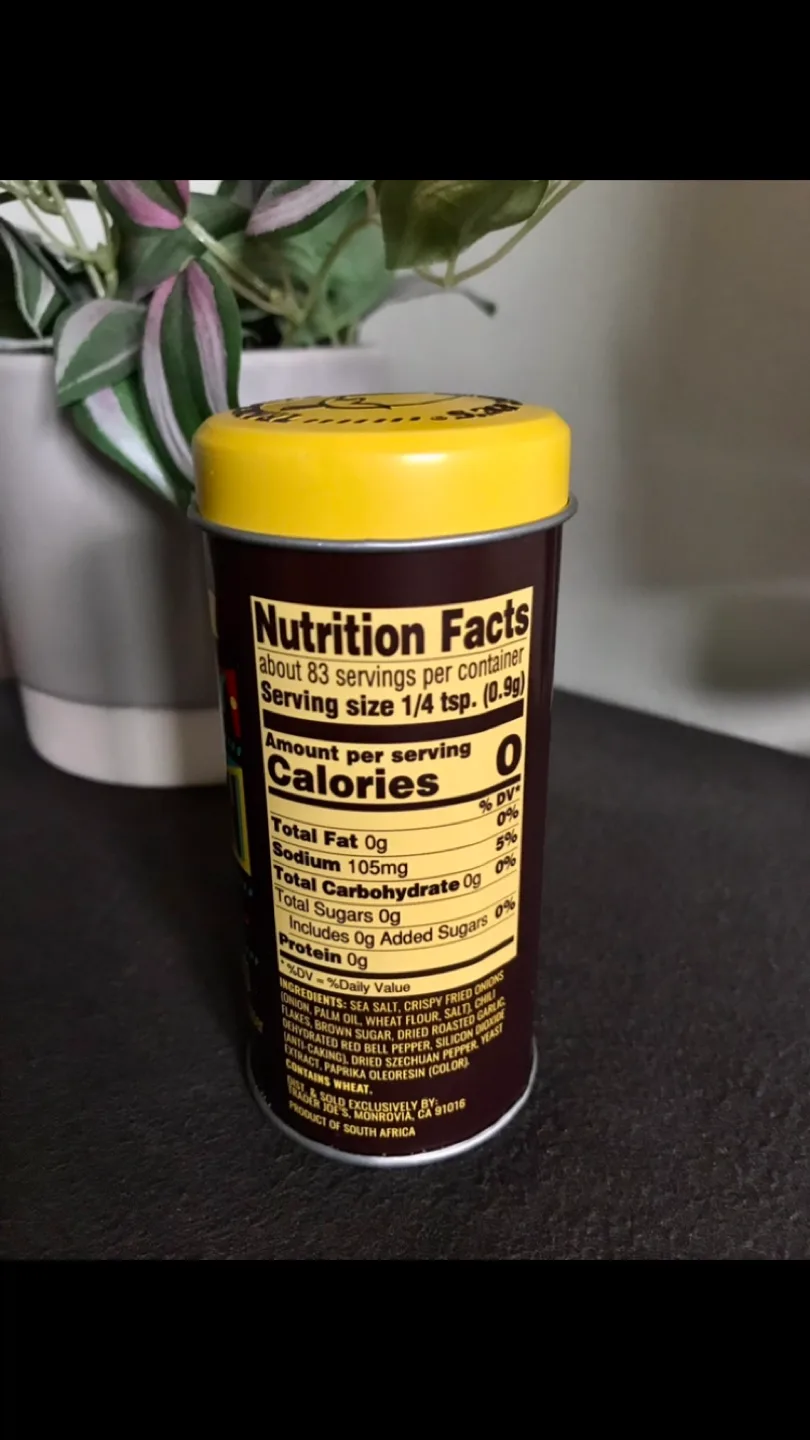 Nutrition Facts
about 83 servings per container
Serving size 1/4 tsp. (0.9g)
Amount per serving
Calories 0
% DV*
Total Fat 0g 0%
Sodium 105mg 5%
Total Carbohydrate 0g 0%
Total Sugars 0g
Includes 0g Added Sugars 0%
Protein 0g
* %DV = %Daily Value
INGREDIENTS: SEA SALT, CRISPY FRIED ONIONS
(ONION, PALM OIL, WHEAT FLOUR, SALT), CHILI
FLAKES, BROWN SUGAR, DRIED ROASTED GARLIC,
DEHYDRATED RED BELL PEPPER, SILICON DIOXIDE
(ANTI-CAKING), DRIED SZECHUAN PEPPER, YEAST
EXTRACT, PAPRIKA OLEORESIN (COLOR).
CONTAINS WHEAT.
DIST. & SOLD EXCLUSIVELY BY:
TRADER JOE'S, MONROVIA, CA 91016
PRODUCT OF SOUTH AFRICA